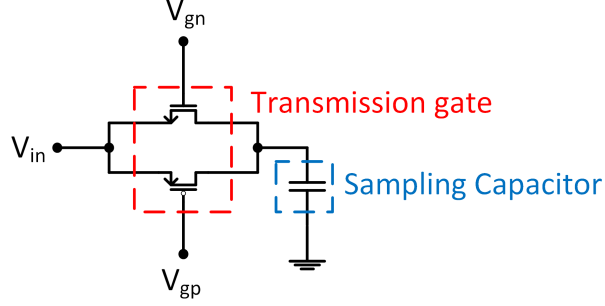 Vgn
Transmission gate
Vin
Sampling Capacitor
Vgp